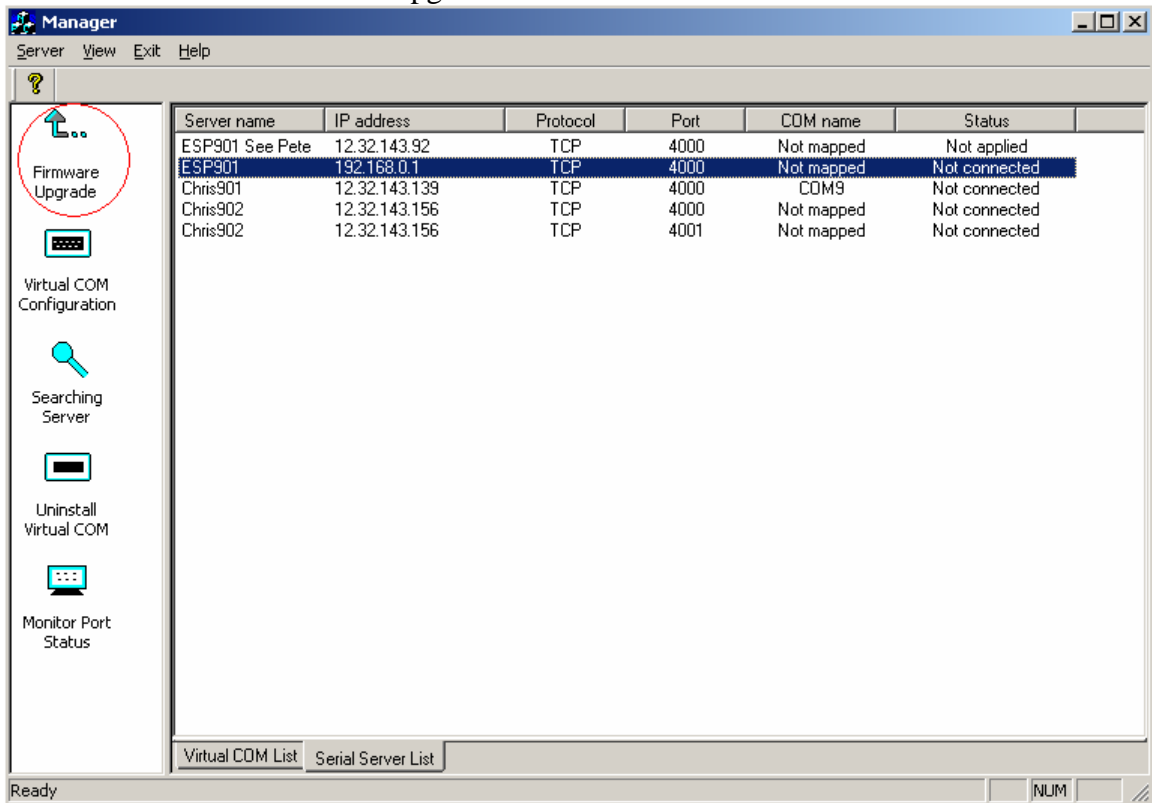 Manager
Server View Exit Help
Firmware
Upgrade
Virtual COM
Configuration
Searching
Server
Uninstall
Virtual COM
Monitor Port
Status
Server name IP address Protocol Port COM name Status
ESP901 See Pete 12.32.143.92 TCP 4000 Not mapped Not applied
ESP901 192.168.0.1 TCP 4000 Not mapped Not connected
Chris901 12.32.143.139 TCP 4000 COM9 Not connected
Chris902 12.32.143.156 TCP 4000 Not mapped Not connected
Chris902 12.32.143.156 TCP 4001 Not mapped Not connected
Virtual COM List Serial Server List
Ready NUM